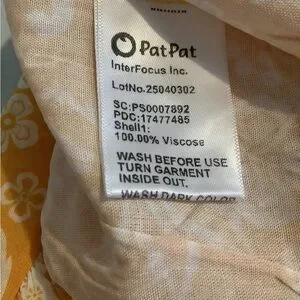 PatPat
InterFocus Inc.
LotNo.25040302
SC:PS0007892
PDC:17477485
Shell1:
100.00% Viscose
WASH BEFORE USE
TURN GARMENT
INSIDE OUT.
WASH DARK COLOR